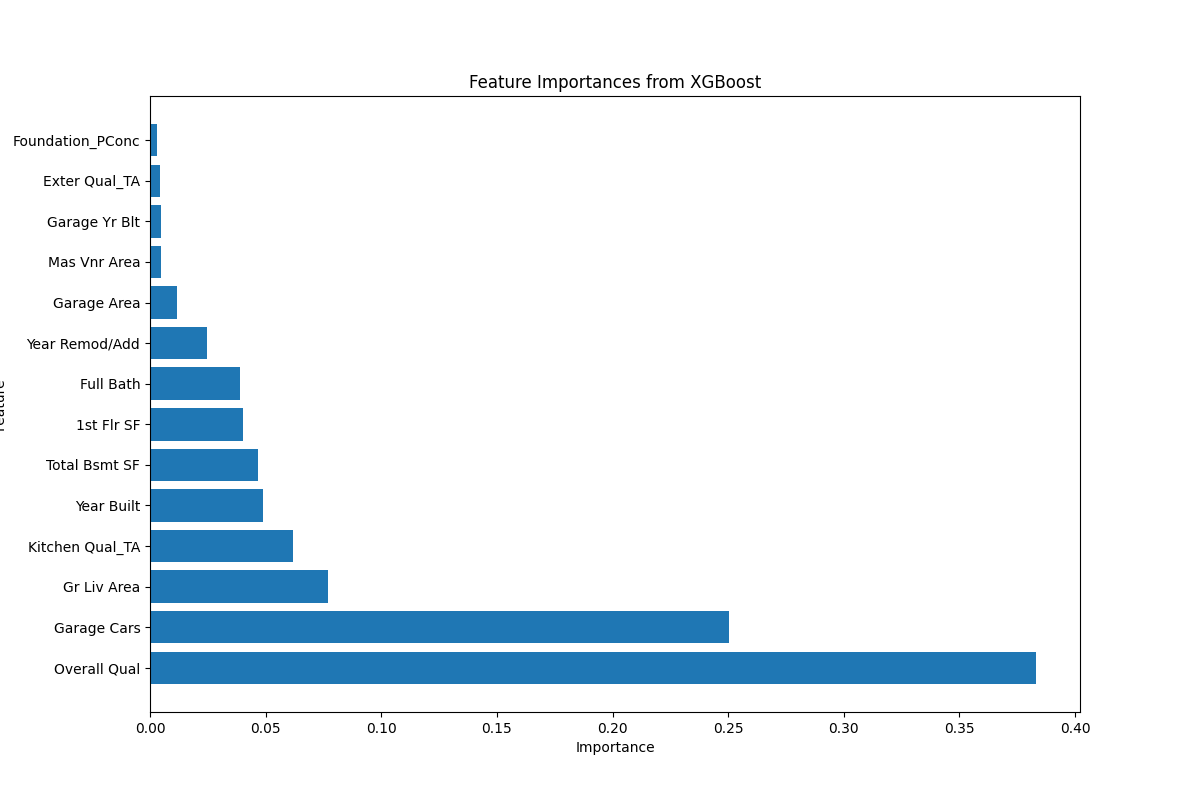 Feature Importances from XGBoost
Foundation_PConc
Exter Qual_TA
Garage Yr Blt
Mas Vnr Area
Garage Area
Year Remod/Add
Full Bath
1st Flr SF
Total Bsmt SF
Year Built
Kitchen Qual_TA
Gr Liv Area
Garage Cars
Overall Qual
0.00 0.05 0.10 0.15 0.20 0.25 0.30 0.35 0.40
Importance